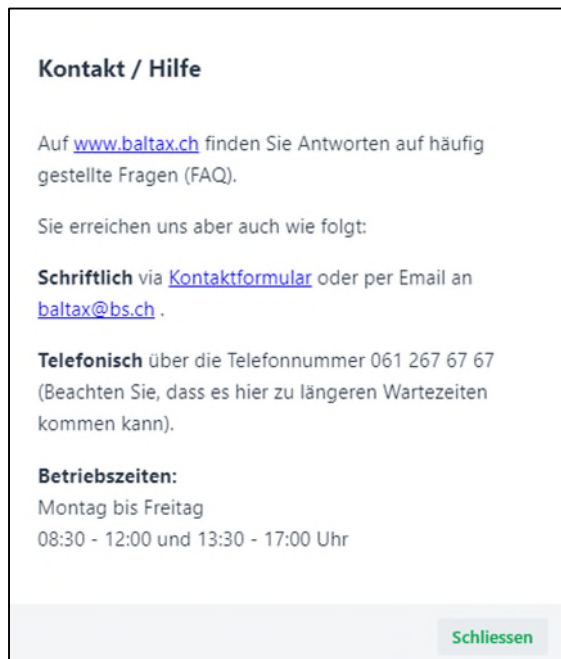 Kontakt / Hilfe
Auf www.baltax.ch finden Sie Antworten auf häufig
gestellte Fragen (FAQ).
Sie erreichen uns aber auch wie folgt:
Schriftlich via Kontaktformular oder per Email an
baltax@bs.ch .
Telefonisch über die Telefonnummer 061 267 67 67
(Beachten Sie, dass es hier zu längeren Wartezeiten
kommen kann).
Betriebszeiten:
Montag bis Freitag
08:30 - 12:00 und 13:30 - 17:00 Uhr
Schliessen